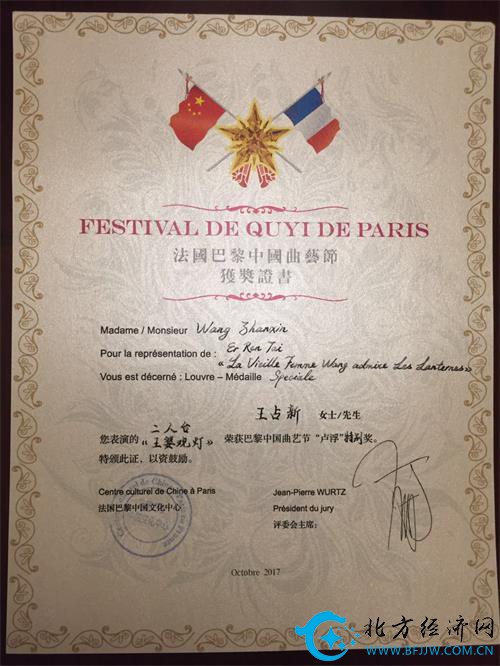 FESTIVAL DE QUYI DE PARIS
法國巴黎中國曲藝節
獲獎證書
Madame / Monsieur Wang Zhanxin
Pour la représentation de : Er Ren Tai
« La Vieille Femme Wang admire Les Lanternes »
Vous est décerné : Louvre – Médaille Spéciale
王占新 女士/先生
二人台
您表演的《王婆观灯》荣获巴黎中国曲艺节“卢浮”特别奖。
特颁此证，以资鼓励。
Centre culturel de Chine à Paris
法国巴黎中国文化中心
Jean-Pierre WURTZ
Président du jury
评委会主席：
Octobre 2017
北方经济网
WWW.BFJJW.COM.CN